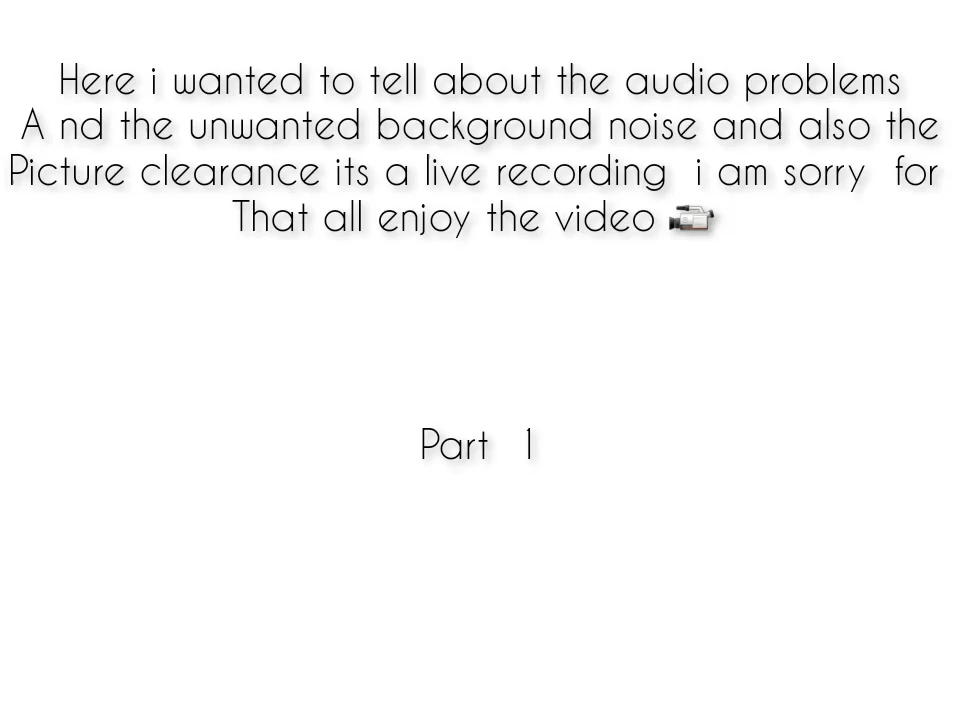 Here i wanted to tell about the audio problems
A nd the unwanted background noise and also the
Picture clearance its a live recording i am sorry for
That all enjoy the video 📹
Part 1